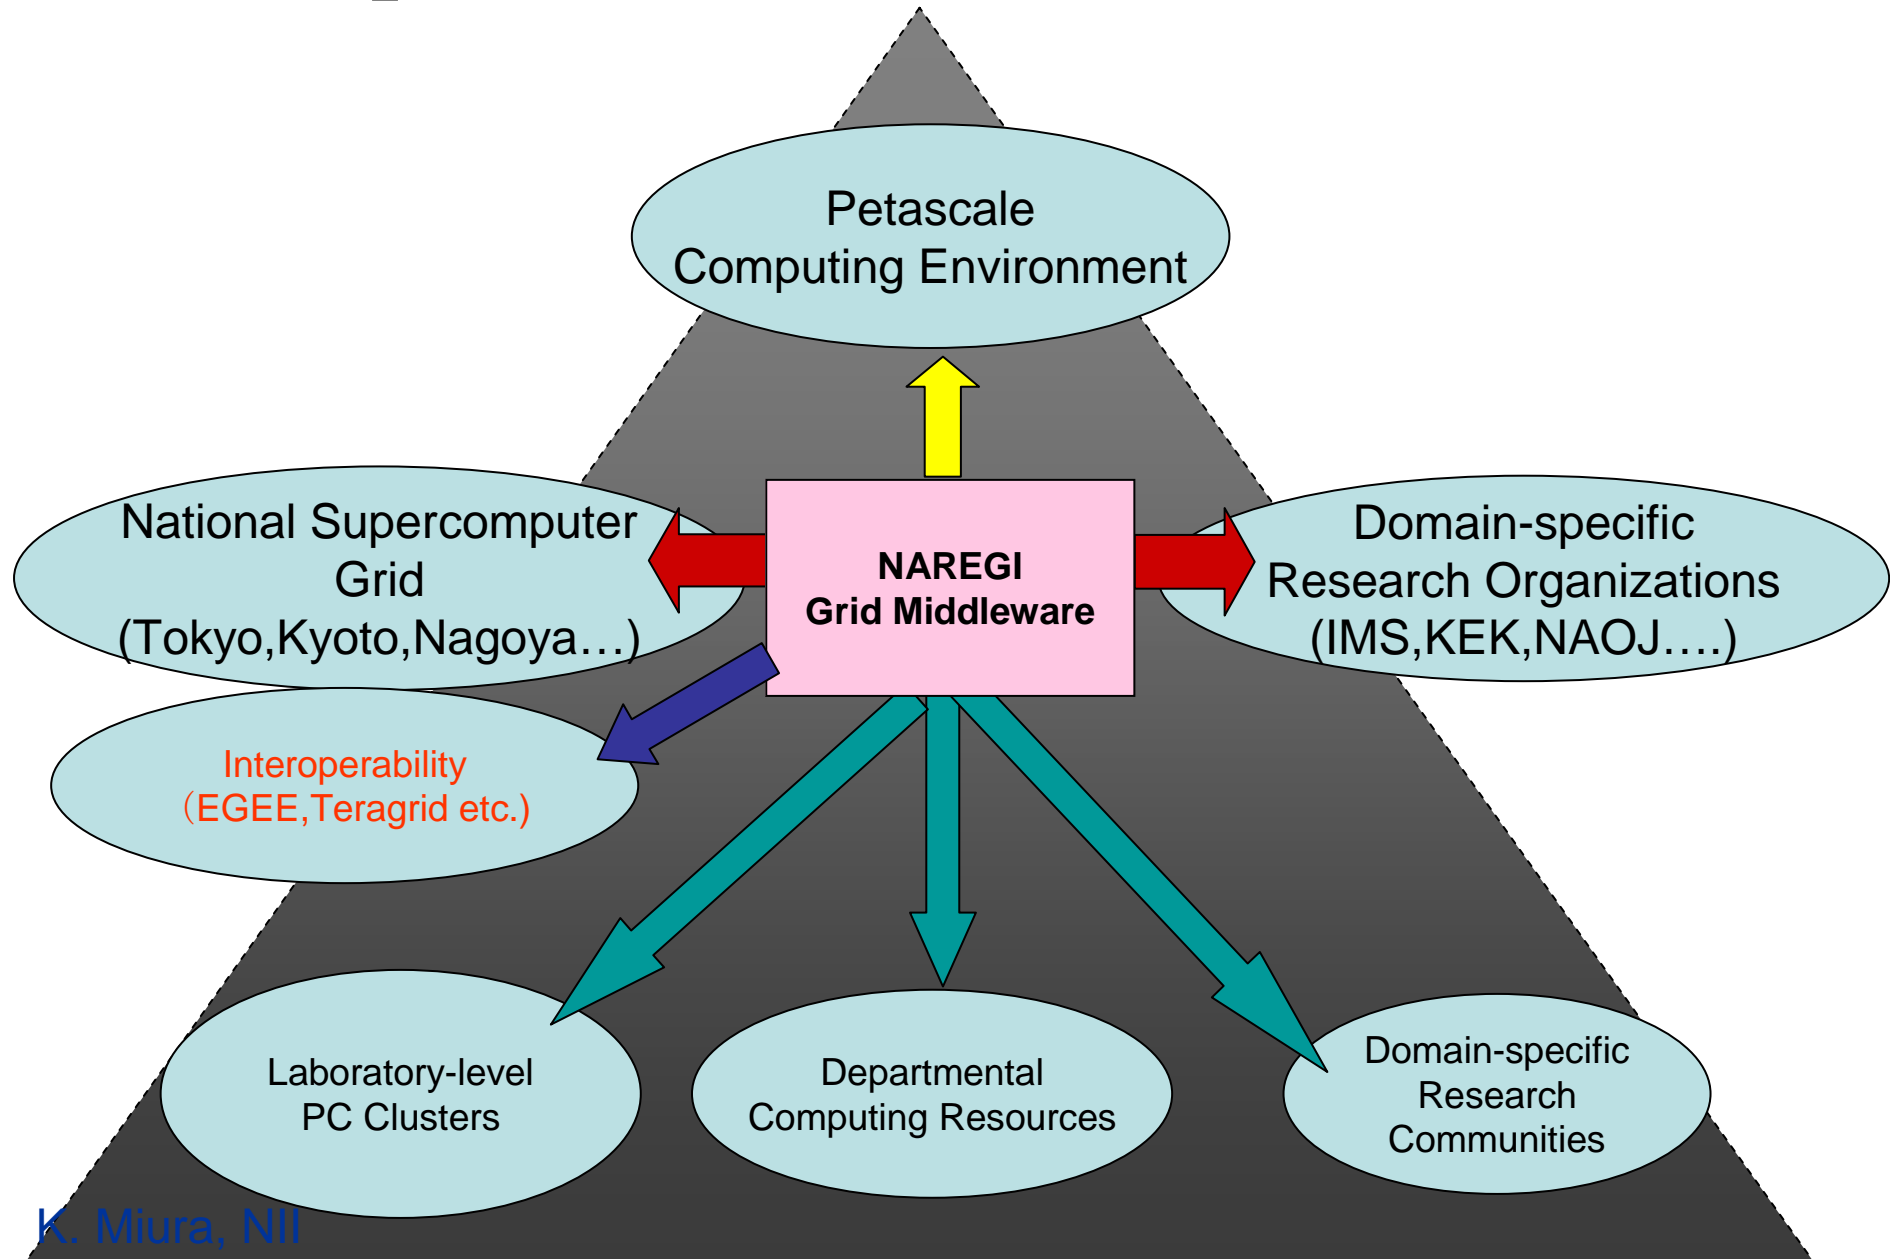 Petascale
Computing Environment
National Supercomputer
Grid
(Tokyo,Kyoto,Nagoya…)
NAREGI
Grid Middleware
Domain-specific
Research Organizations
(IMS,KEK,NAOJ….)
Interoperability
（EGEE,Teragrid etc.)
Laboratory-level
PC Clusters
Departmental
Computing Resources
Domain-specific
Research
Communities
K. Miura, NII